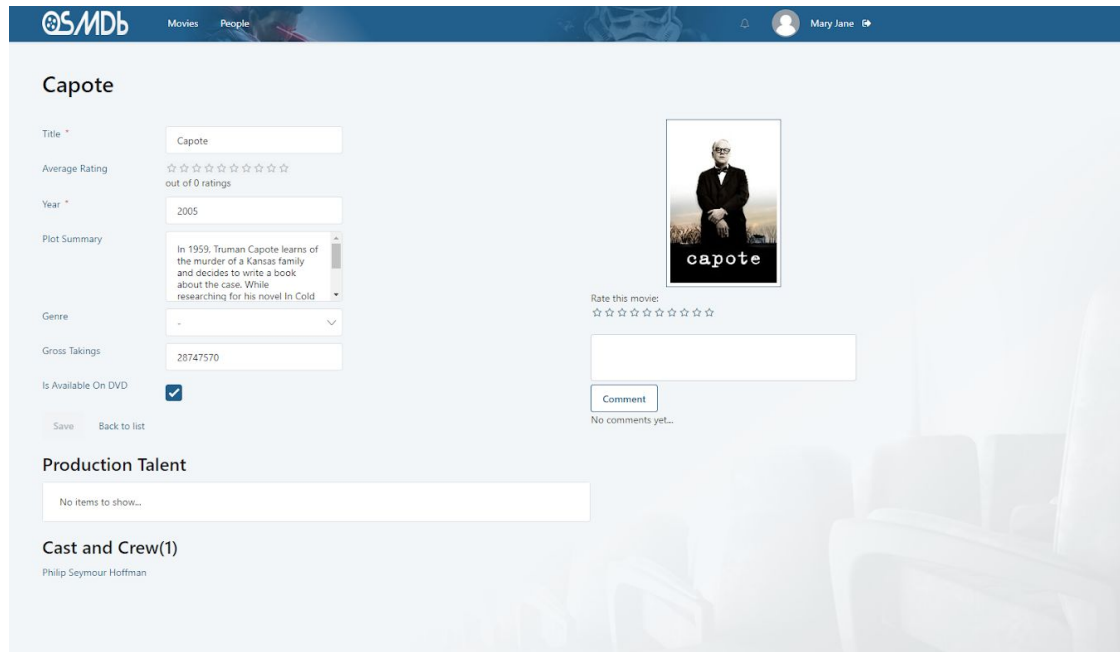 OSMDb
Movies People
Mary Jane
Capote
Title *
Capote
Average Rating
out of 0 ratings
Year *
2005
Plot Summary
In 1959, Truman Capote learns of
the murder of a Kansas family
and decides to write a book
about the case. While
researching for his novel In Cold
Genre
-
Gross Takings
28747570
Is Available On DVD
Save Back to list
capote
Rate this movie:
Comment
No comments yet...
Production Talent
No items to show...
Cast and Crew(1)
Philip Seymour Hoffman